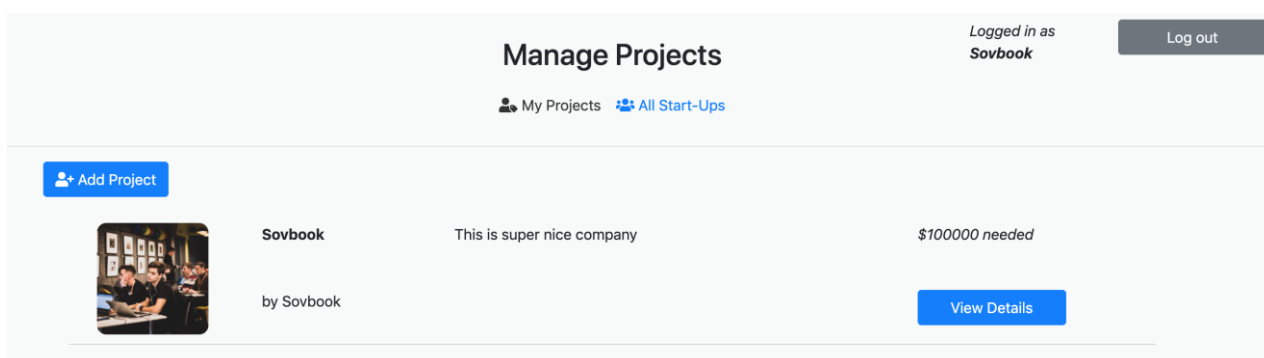 Logged in as
Sovbook
Log out
Manage Projects
My Projects All Start-Ups
Add Project
Sovbook
This is super nice company
$100000 needed
by Sovbook
View Details